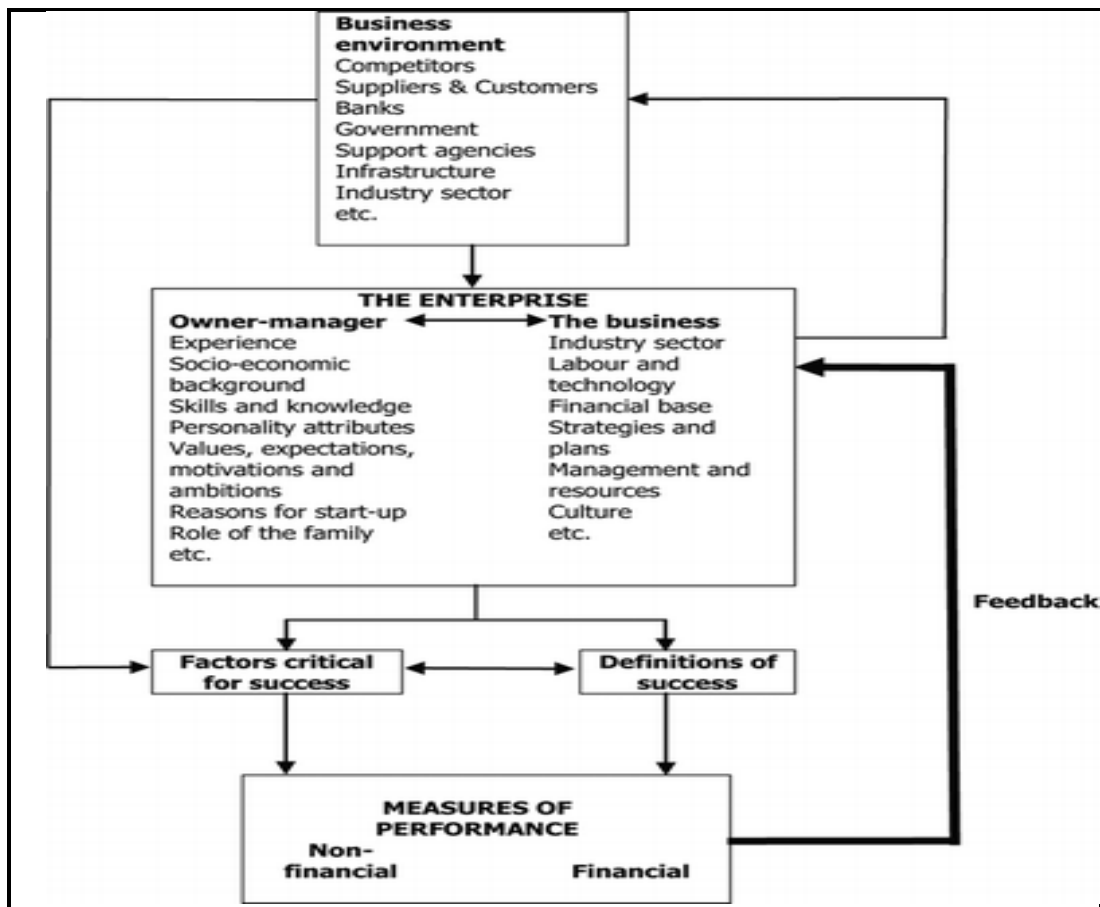 Business
environment
Competitors
Suppliers & Customers
Banks
Government
Support agencies
Infrastructure
Industry sector
etc.
THE ENTERPRISE
Owner-manager
Experience
Socio-economic
background
Skills and knowledge
Personality attributes
Values, expectations,
motivations and
ambitions
Reasons for start-up
Role of the family
etc.
The business
Industry sector
Labour and
technology
Financial base
Strategies and
plans
Management and
resources
Culture
etc.
Feedback
Factors critical
for success
Definitions of
success
MEASURES OF
PERFORMANCE
Non-
financial
Financial